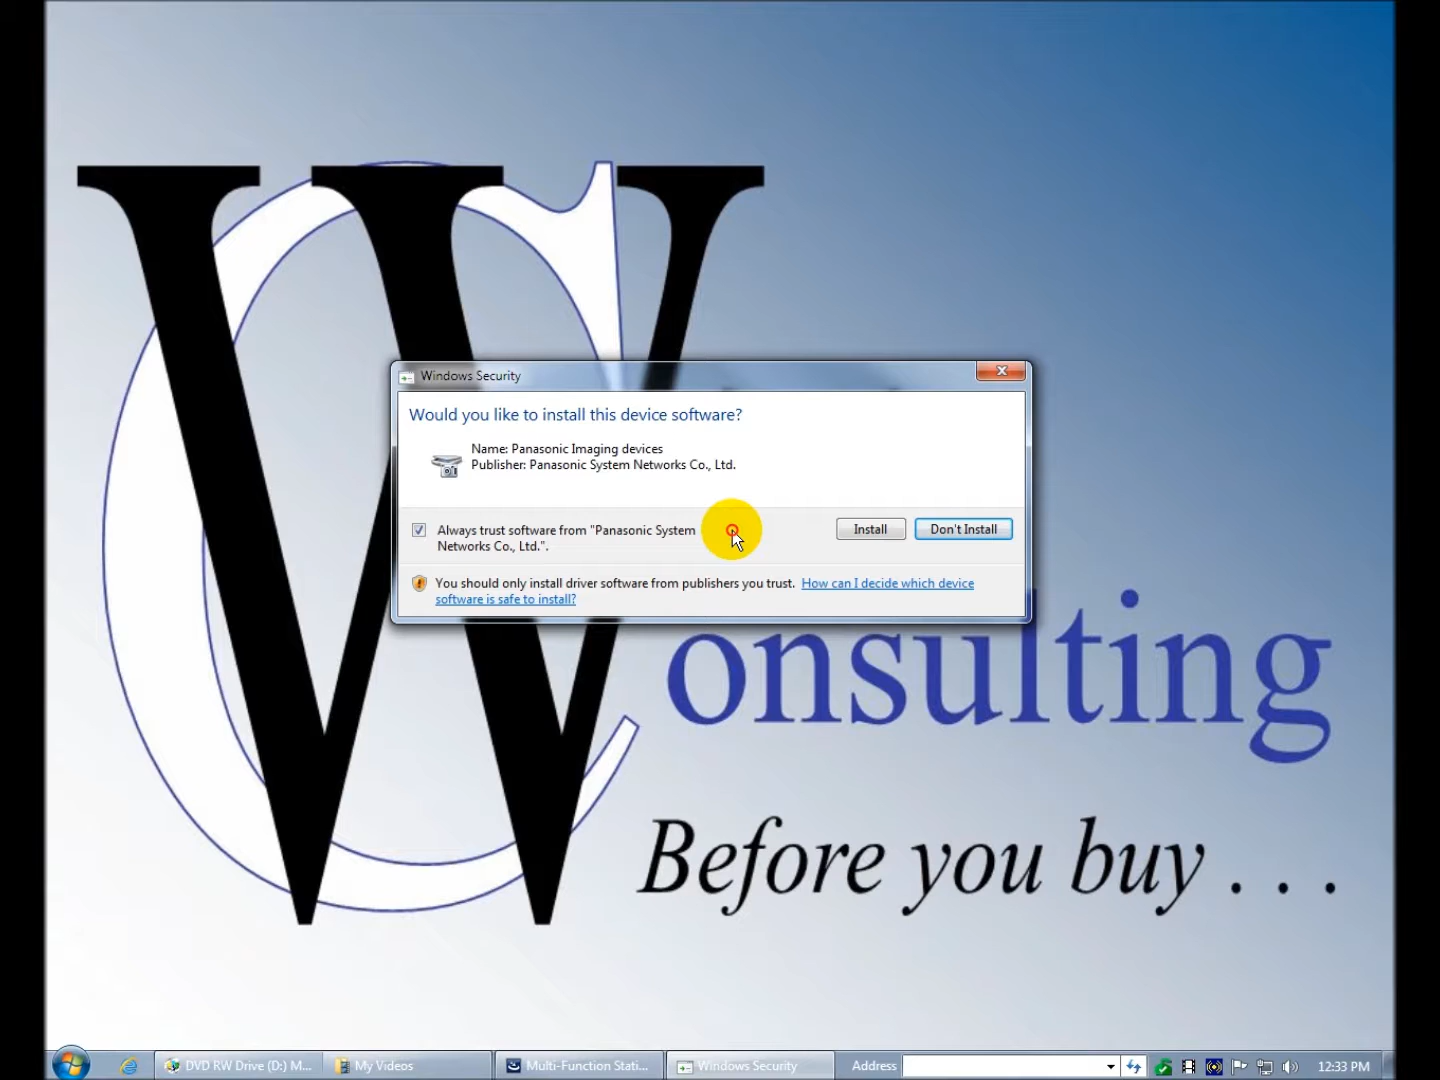 W Consulting
Before you buy . . .
Windows Security
Would you like to install this device software?
Name: Panasonic Imaging devices
Publisher: Panasonic System Networks Co., Ltd.
Always trust software from "Panasonic System
Networks Co., Ltd.".
Install
Don't Install
You should only install driver software from publishers you trust. How can I decide which device
software is safe to install?
DVD RW Drive (D:) M...
My Videos
Multi-Function Stati...
Windows Security
Address
12:33 PM